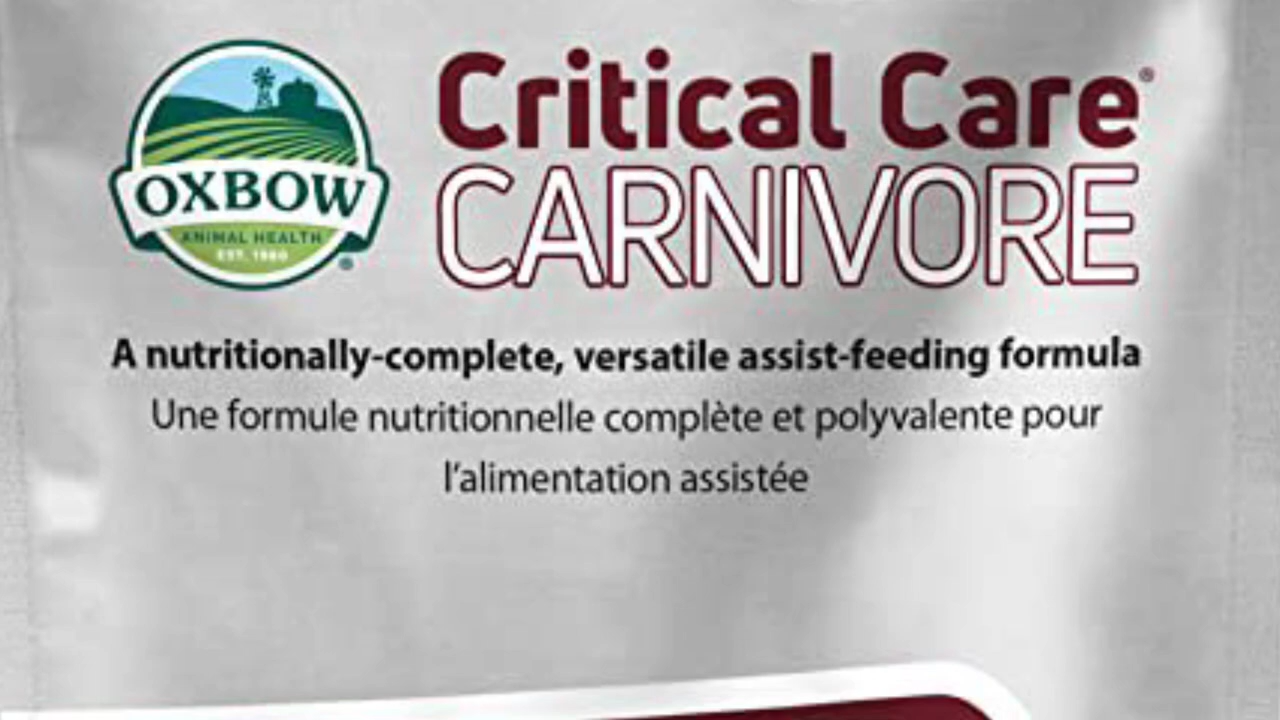 Critical Care®
CARNIVORE
OXBOW
ANIMAL HEALTH
EST. 1980
®
A nutritionally-complete, versatile assist-feeding formula
Une formule nutritionnelle complète et polyvalente pour
l'alimentation assistée